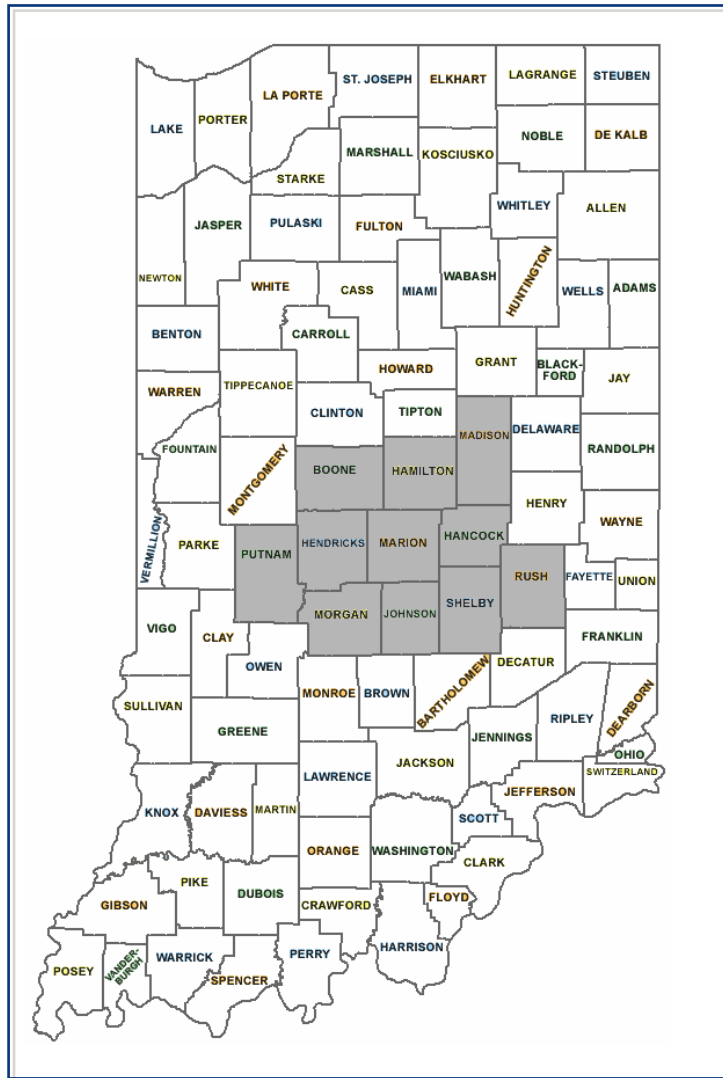 LAGRANGE
ST. JOSEPH
ELKHART
STEUBEN
LA PORTE
PORTER
LAKE
NOBLE
DE KALB
MARSHALL
KOSCIUSKO
STARKE
WHITLEY
ALLEN
JASPER
PULASKI
FULTON
NEWTON
WABASH
HUNTINGTON
WHITE
CASS
MIAMI
WELLS
ADAMS
BENTON
CARROLL
HOWARD
GRANT
BLACK-
FORD
JAY
WARREN
TIPPECANOE
CLINTON
TIPTON
MADISON
DELAWARE
RANDOLPH
FOUNTAIN
MONTGOMERY
BOONE
HAMILTON
HENRY
WAYNE
VERMILLION
PARKE
PUTNAM
HENDRICKS
MARION
HANCOCK
RUSH
FAYETTE
UNION
MORGAN
JOHNSON
SHELBY
VIGO
CLAY
OWEN
FRANKLIN
DECATUR
SULLIVAN
MONROE
BROWN
BARTHOLOMEW
DEARBORN
GREENE
JENNINGS
RIPLEY
OHIO
SWITZERLAND
LAWRENCE
JACKSON
JEFFERSON
KNOX
DAVIESS
MARTIN
SCOTT
ORANGE
WASHINGTON
CLARK
PIKE
DUBOIS
GIBSON
CRAWFORD
FLOYD
HARRISON
POSEY
VANDER-
BURGH
WARRICK
SPENCER
PERRY